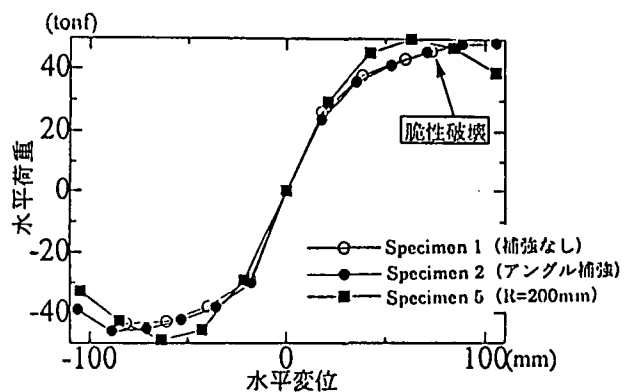 (tonf)
40
20
0
-20
-40
水平荷重
脆性破壊
Specimen 1 (補強なし)
Specimen 2 (アングル補強)
Specimen 5 (R=200mm)
-100
0
100
(mm)
水平変位